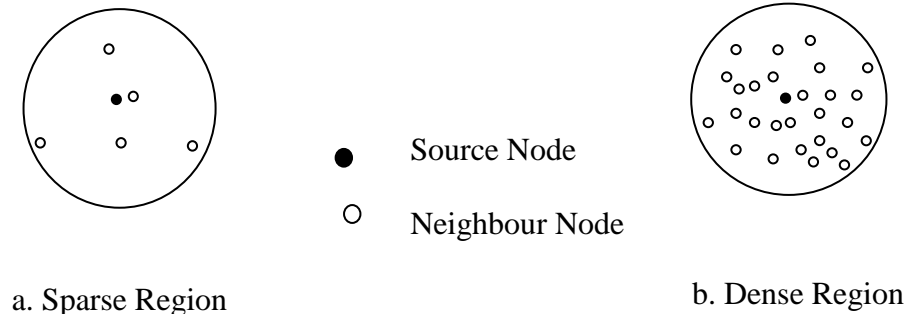 Source Node
Neighbour Node
a. Sparse Region
b. Dense Region